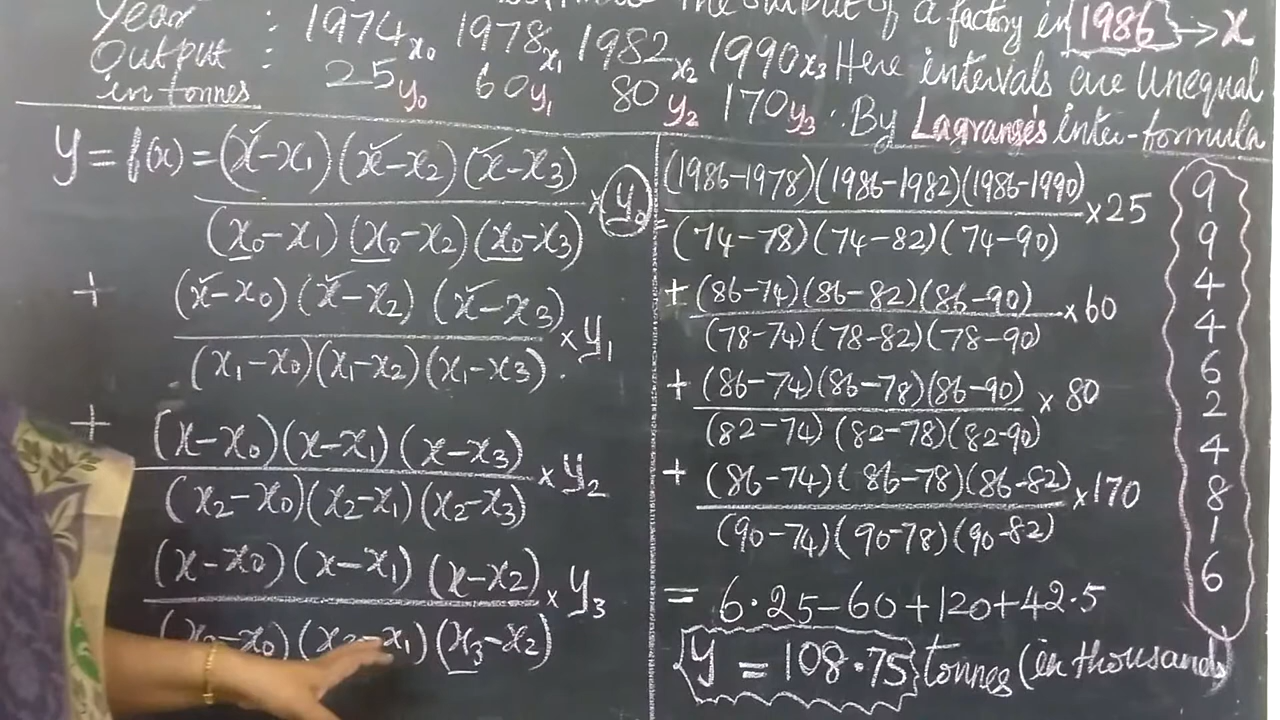 the output of a factory in 1986 → x
Year : 1974x₀ 1978x₁ 1982x₂ 1990x₃ Here intervals are unequal
Output in tonnes : 25y₀ 60y₁ 80y₂ 170y₃ ∴ By Lagrange's inter-formula
y = f(x) = (x-x₁)(x-x₂)(x-x₃)
/ (x₀-x₁)(x₀-x₂)(x₀-x₃) × y₀
+ (x-x₀)(x-x₂)(x-x₃)
/ (x₁-x₀)(x₁-x₂)(x₁-x₃) × y₁
+ (x-x₀)(x-x₁)(x-x₃)
/ (x₂-x₀)(x₂-x₁)(x₂-x₃) × y₂
(x-x₀)(x-x₁)(x-x₂)
/ (x₃-x₀)(x₃-x₁)(x₃-x₂) × y₃
= (1986-1978)(1986-1982)(1986-1990)
/ (74-78)(74-82)(74-90) ×25
+ (86-74)(86-82)(86-90)
/ (78-74)(78-82)(78-90) ×60
+ (86-74)(86-78)(86-90)
/ (82-74)(82-78)(82-90) × 80
+ (86-74)(86-78)(86-82)
/ (90-74)(90-78)(90-82) ×170
= 6.25-60+120+42.5
y = 108.75 tonnes (in thousands)
9
9
4
4
6
2
4
8
1
6